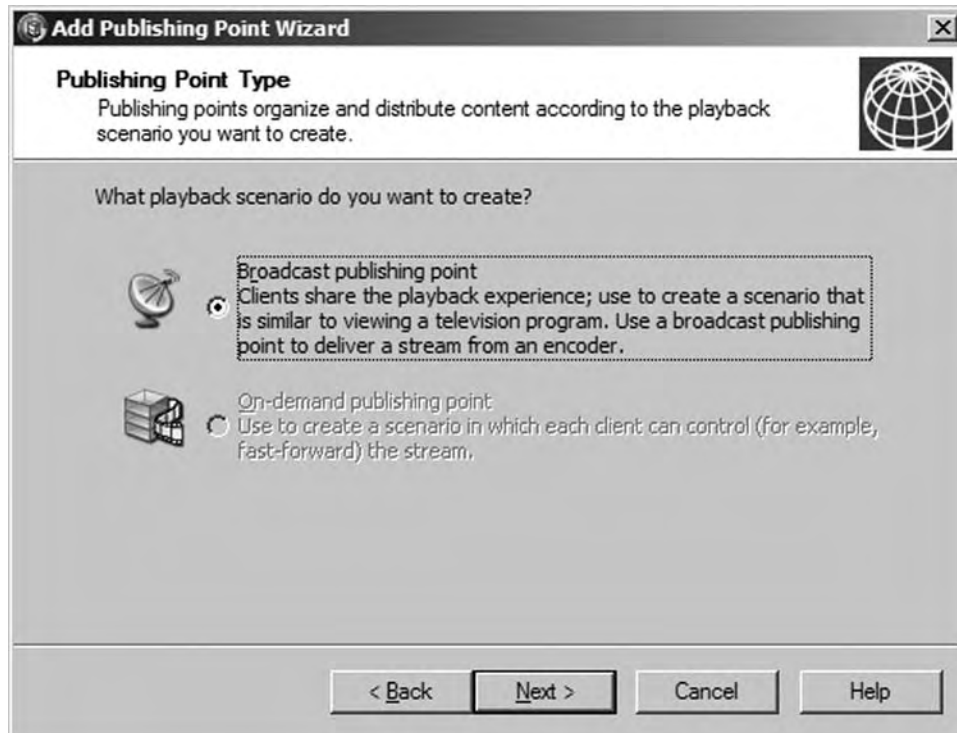 Add Publishing Point Wizard
Publishing Point Type
Publishing points organize and distribute content according to the playback
scenario you want to create.
What playback scenario do you want to create?
Broadcast publishing point
Clients share the playback experience; use to create a scenario that
is similar to viewing a television program. Use a broadcast publishing
point to deliver a stream from an encoder.
On-demand publishing point
Use to create a scenario in which each client can control (for example,
fast-forward) the stream.
< Back
Next >
Cancel
Help